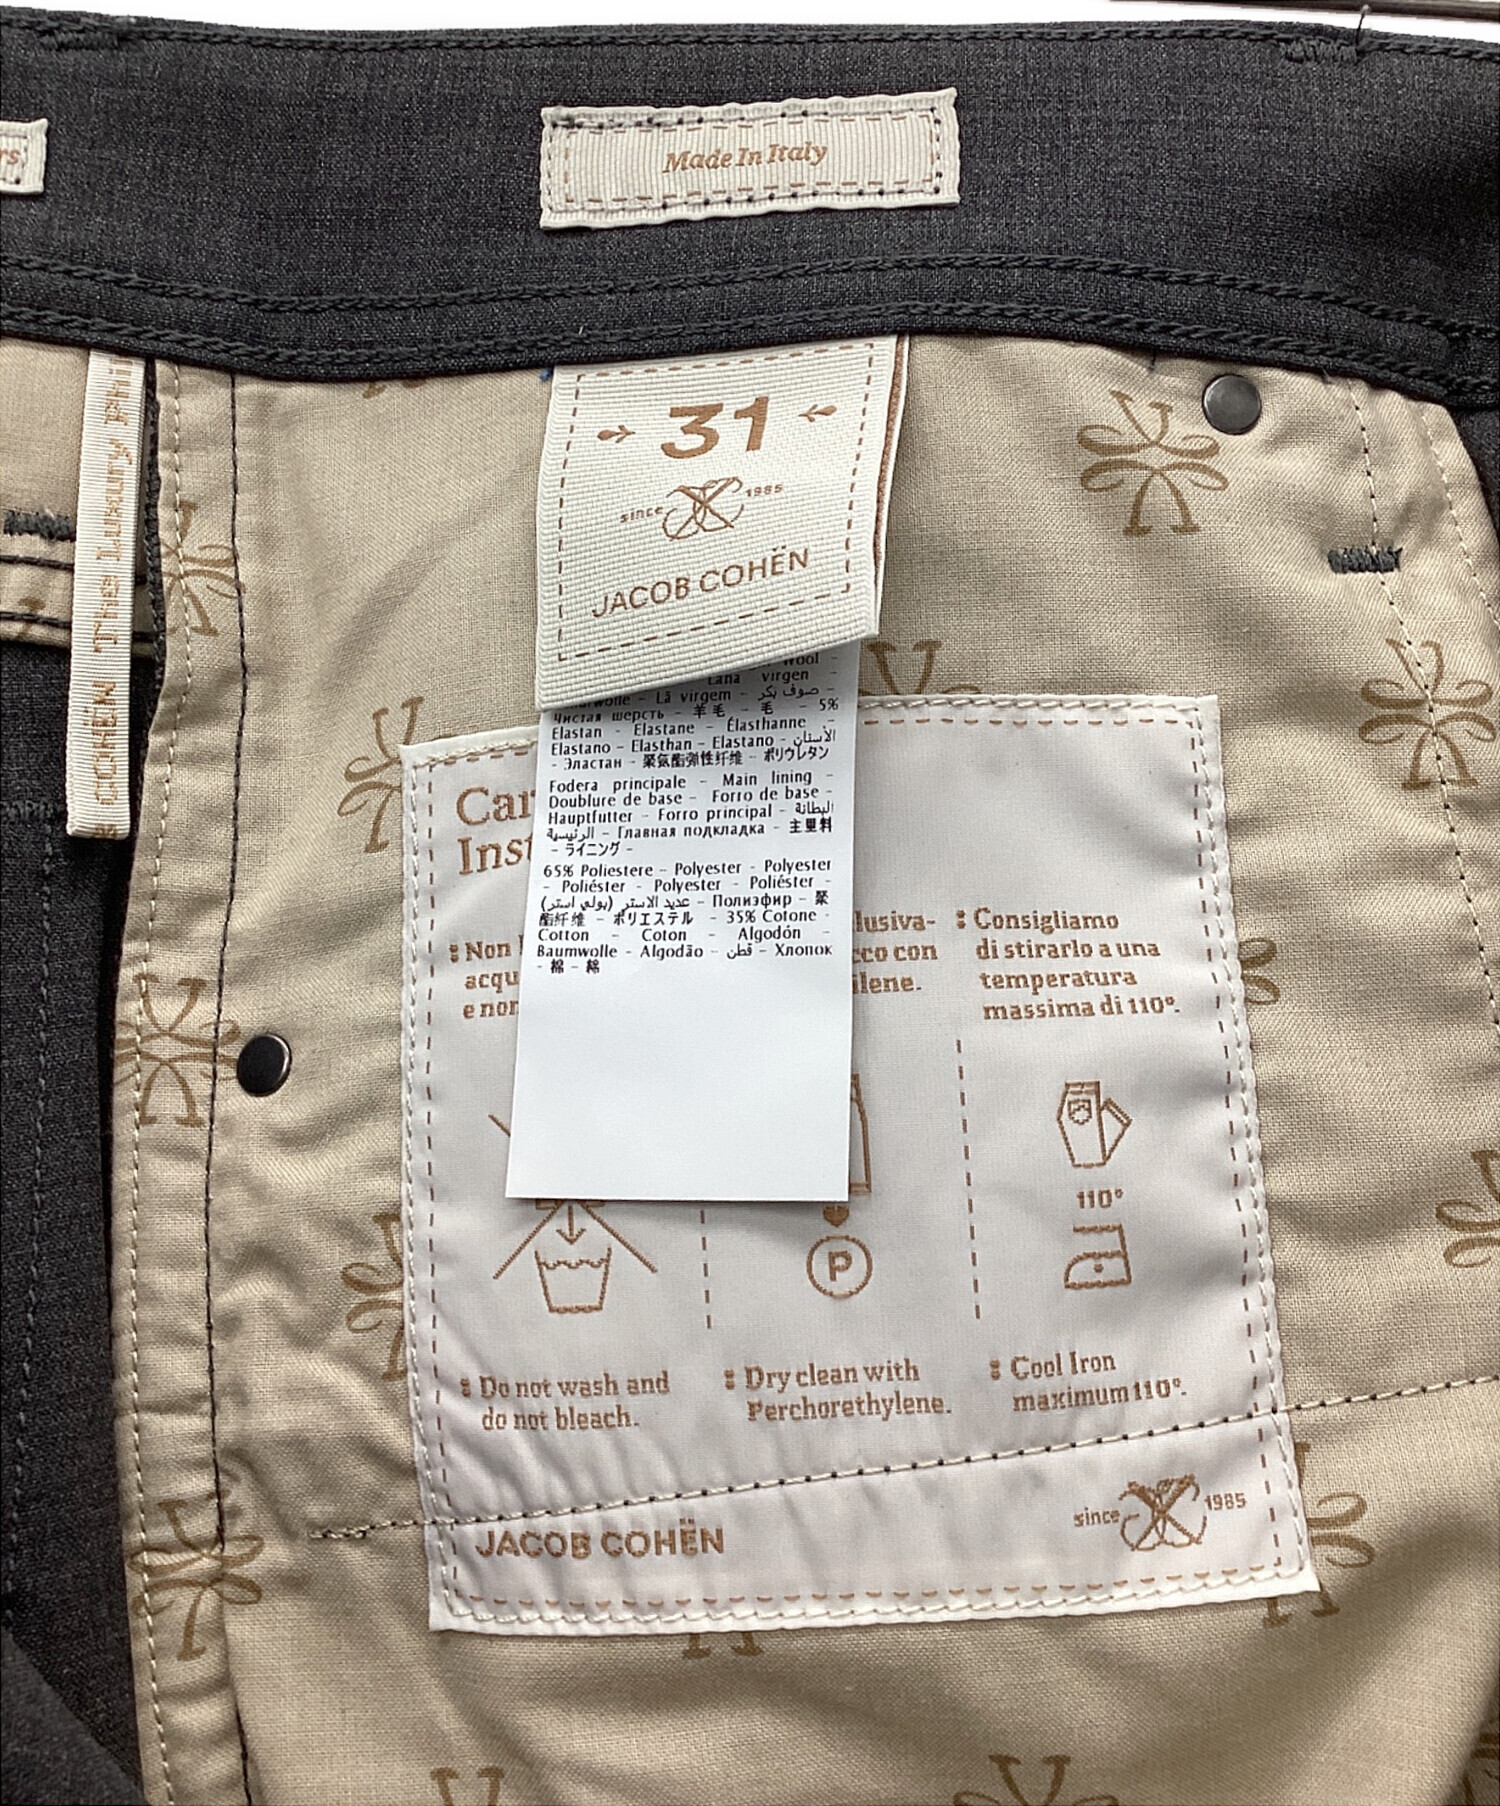 Made In Italy
rs
31
since 1985
JACOB COHËN
COHËN The Luxury Phi
Wool -
Lana virgen -
- Lã virgem - صوف بكر -
Чистая шерсть - 羊毛 - 毛 - 5%
Elastan - Elastane - Élasthanne -
Elastano - Elasthan - Elastano - الأستان
- Эластан - 聚氨酯弹性纤维 - ポリウレタン
Fodera principale - Main lining -
Doublure de base - Forro de base -
Hauptfutter - Forro principal - البطانة
الرئيسية - Главная подкладка - 主里料
- ライニング -
65% Poliestere - Polyester - Polyester
- Poliéster - Polyester - Poliéster -
عديد الاستر (بولي استر) - Полиэфир - 聚
酯纤维 - ポリエステル - 35% Cotone -
Cotton - Coton - Algodón -
Baumwolle - Algodão - قطن - Хлопок
- 棉 - 綿
Car
Inst
Non
acqu
e non
lusiva-
cco con
ilene.
Consigliamo
di stirarlo a una
temperatura
massima di 110°.
110°
P
Do not wash and
do not bleach.
Dry clean with
Perchorethylene.
Cool Iron
maximum 110°.
JACOB COHËN
since 1985